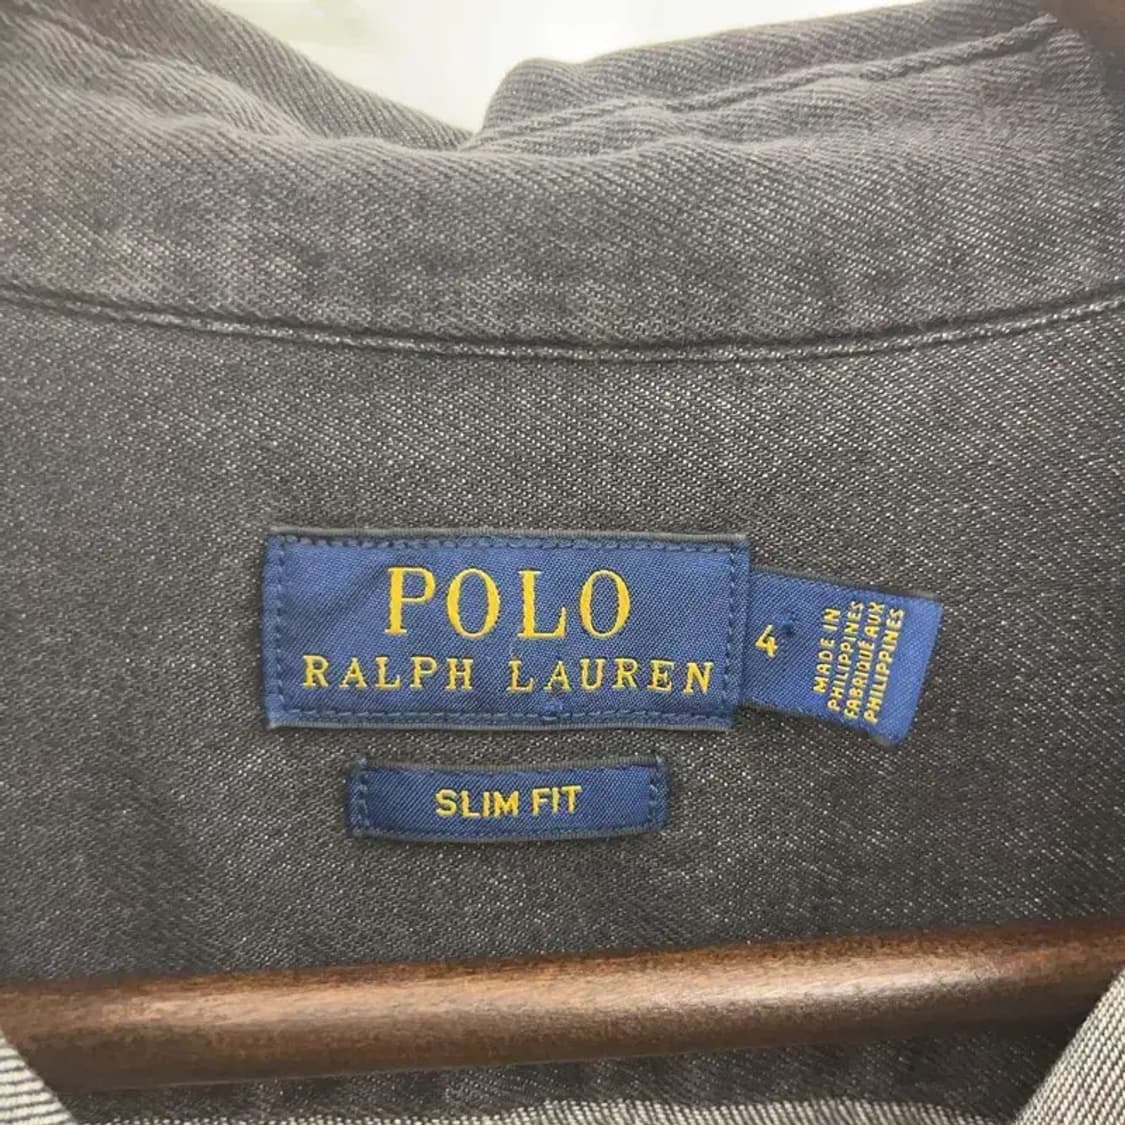 POLO
RALPH LAUREN
4
MADE IN
PHILIPPINES
FABRIQUÉ AUX
PHILIPPINES
SLIM FIT